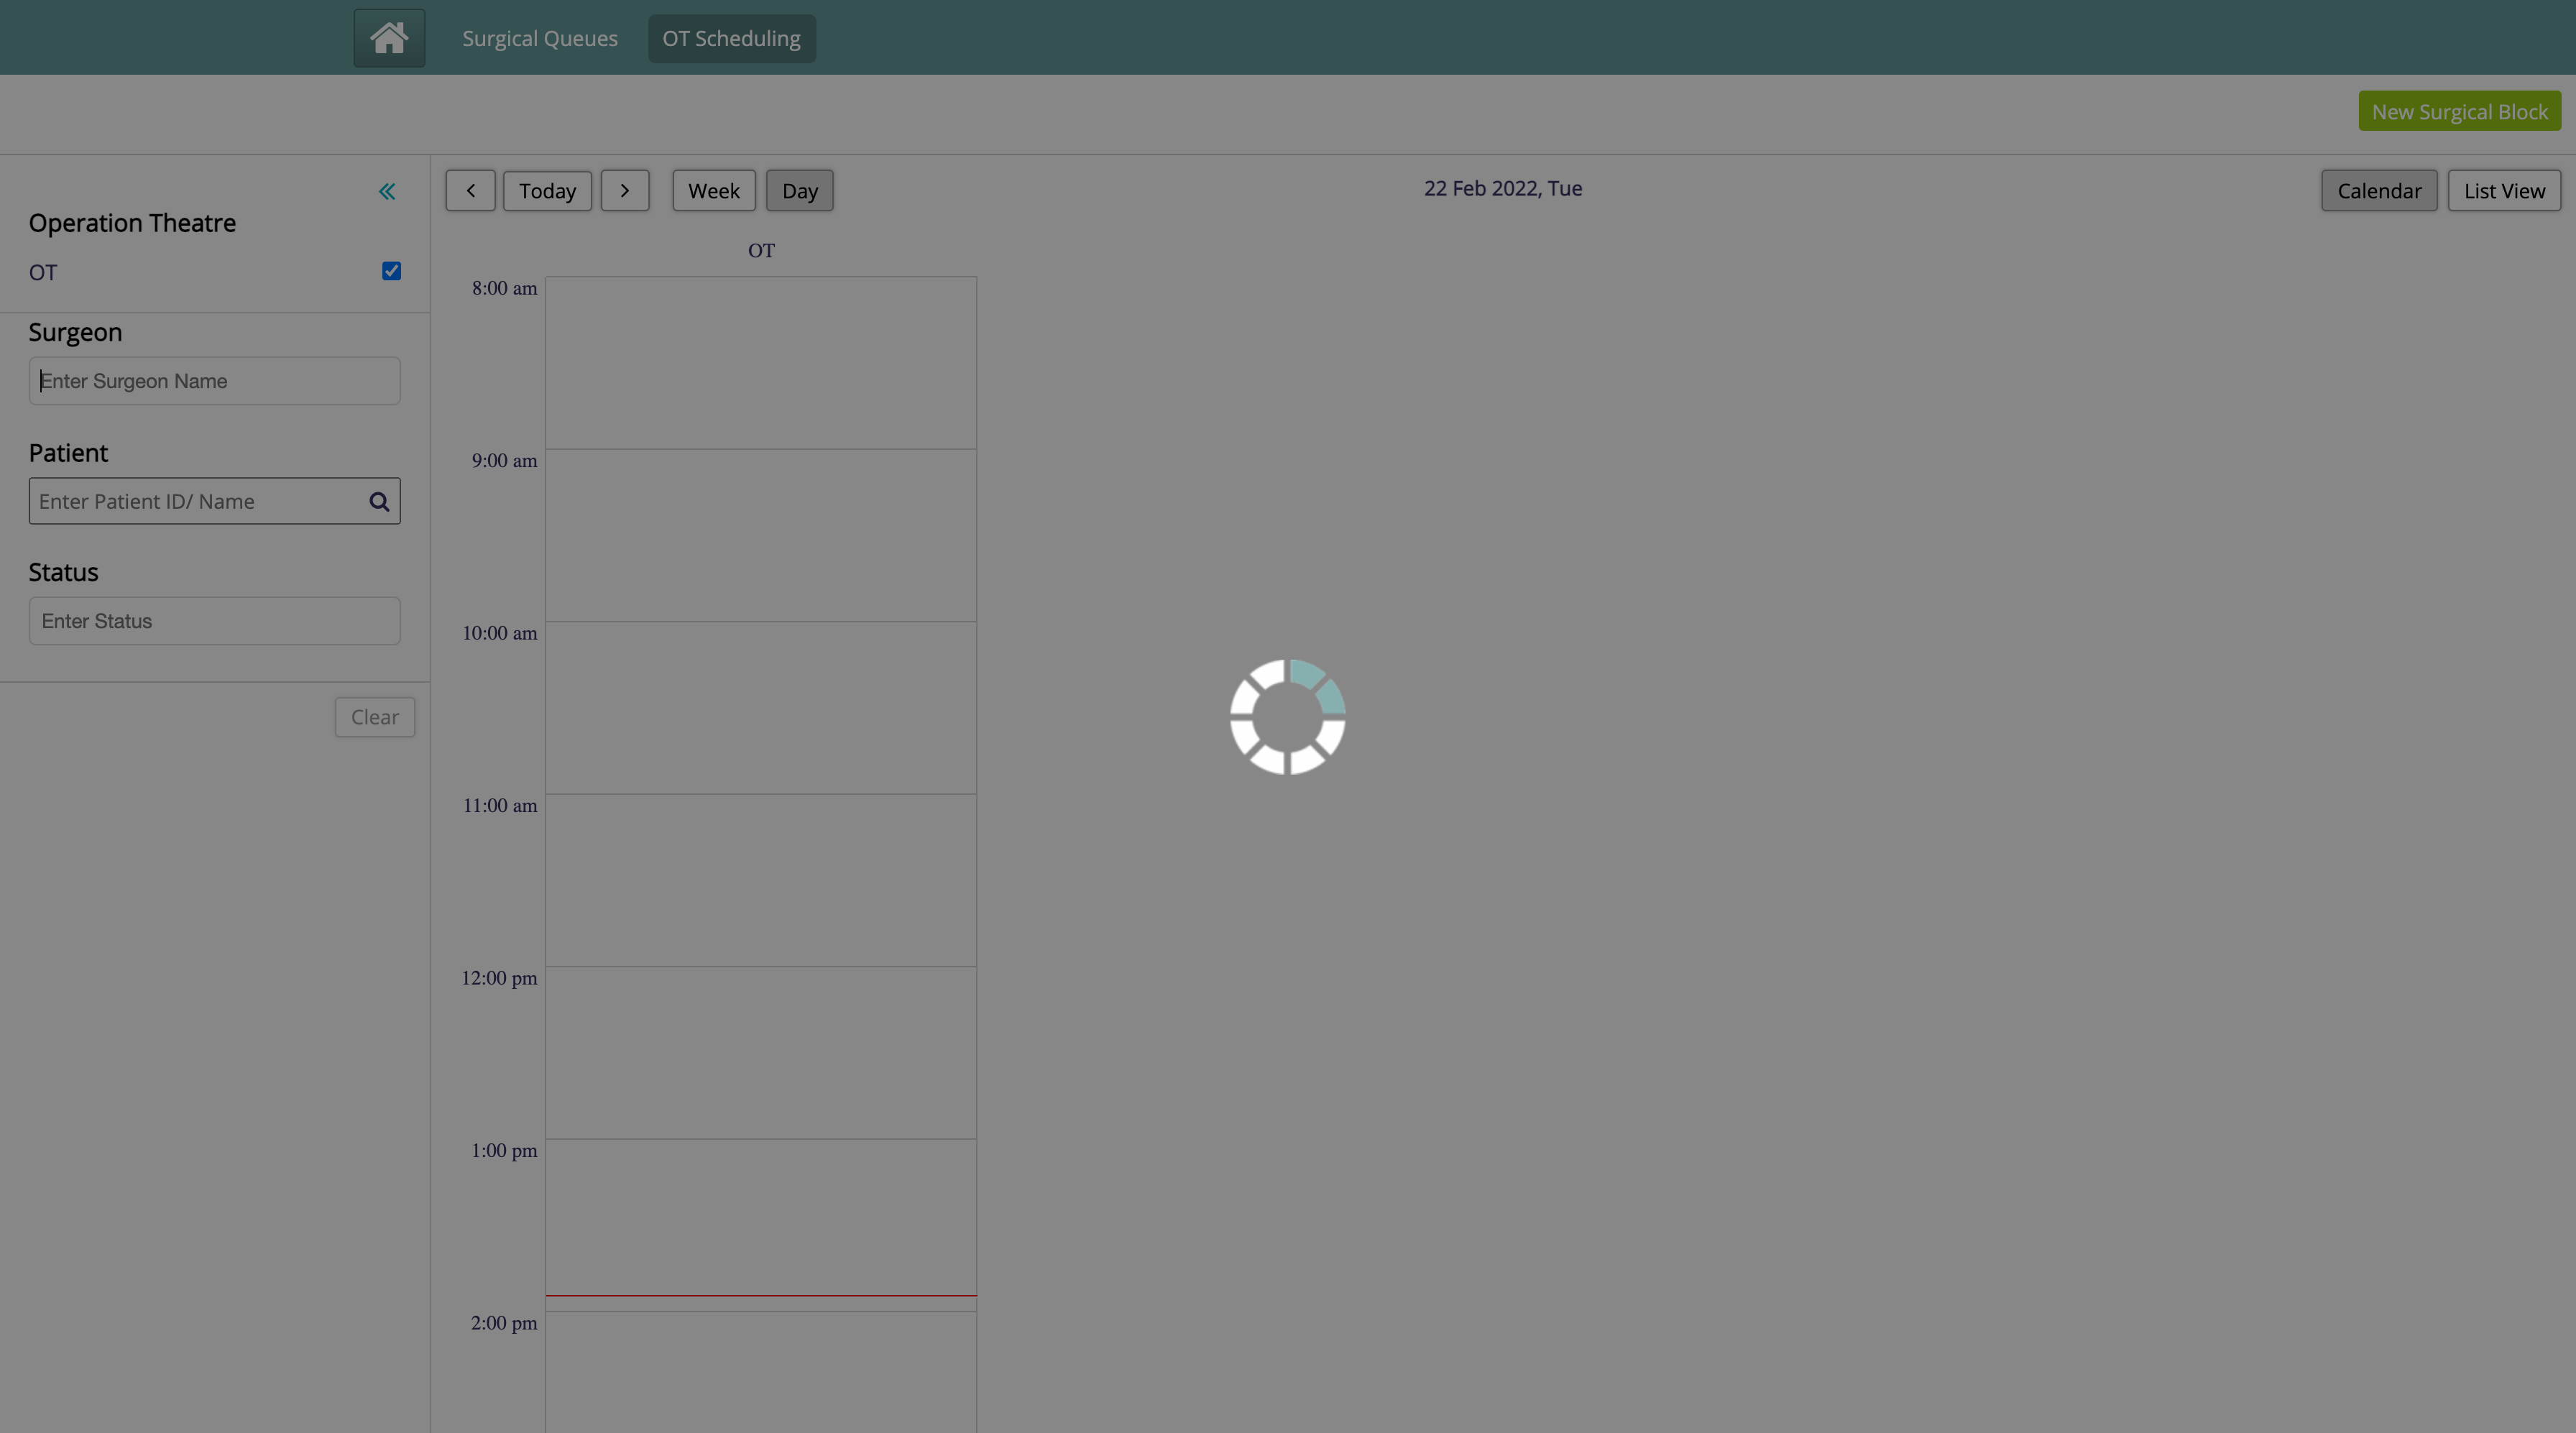 Surgical Queues
OT Scheduling
New Surgical Block
Operation Theatre
OT
Surgeon
Enter Surgeon Name
Patient
Enter Patient ID/ Name
Status
Enter Status
Clear
Today
Week
Day
22 Feb 2022, Tue
Calendar
List View
OT
8:00 am
9:00 am
10:00 am
11:00 am
12:00 pm
1:00 pm
2:00 pm